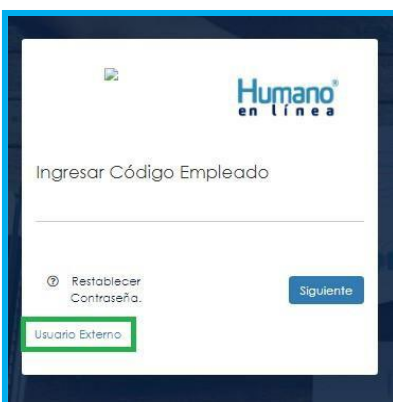 Humano®
en línea
Ingresar Código Empleado
Restablecer
Contraseña.
Siguiente
Usuario Externo